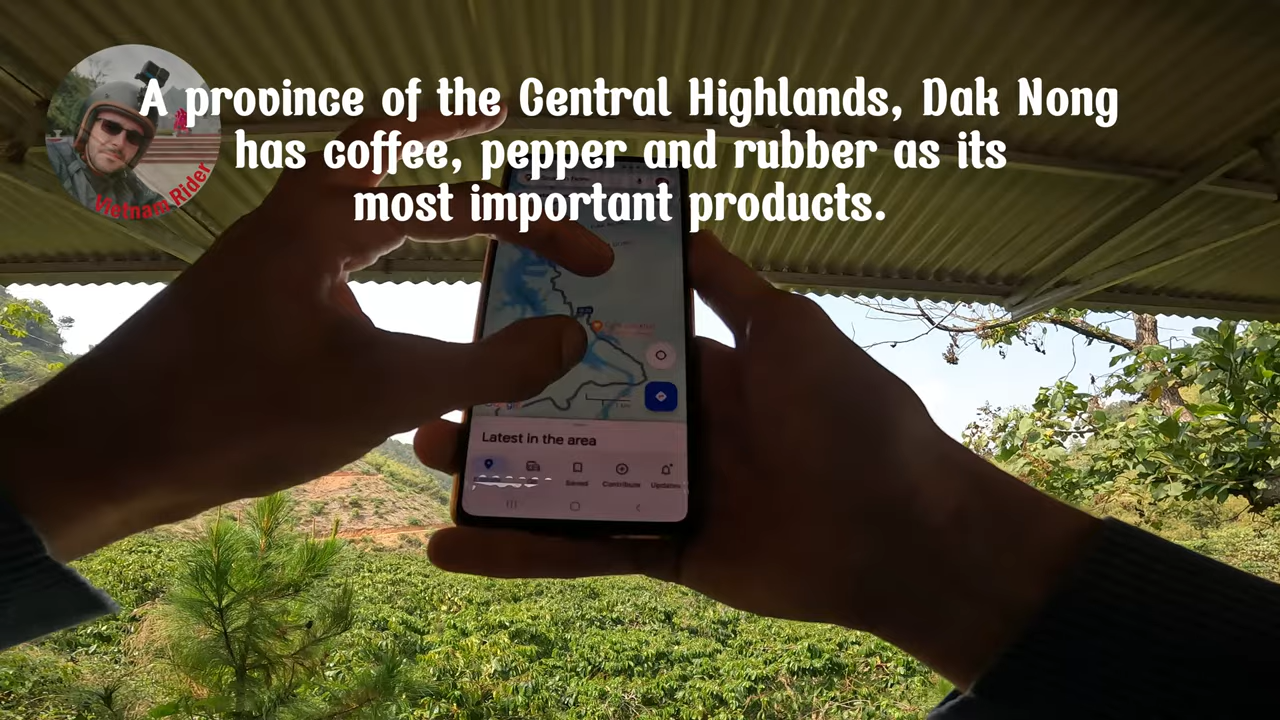 A province of the Central Highlands, Dak Nong
has coffee, pepper and rubber as its
most important products.
Vietnam Rider
Latest in the area
Saved Contribute Updates